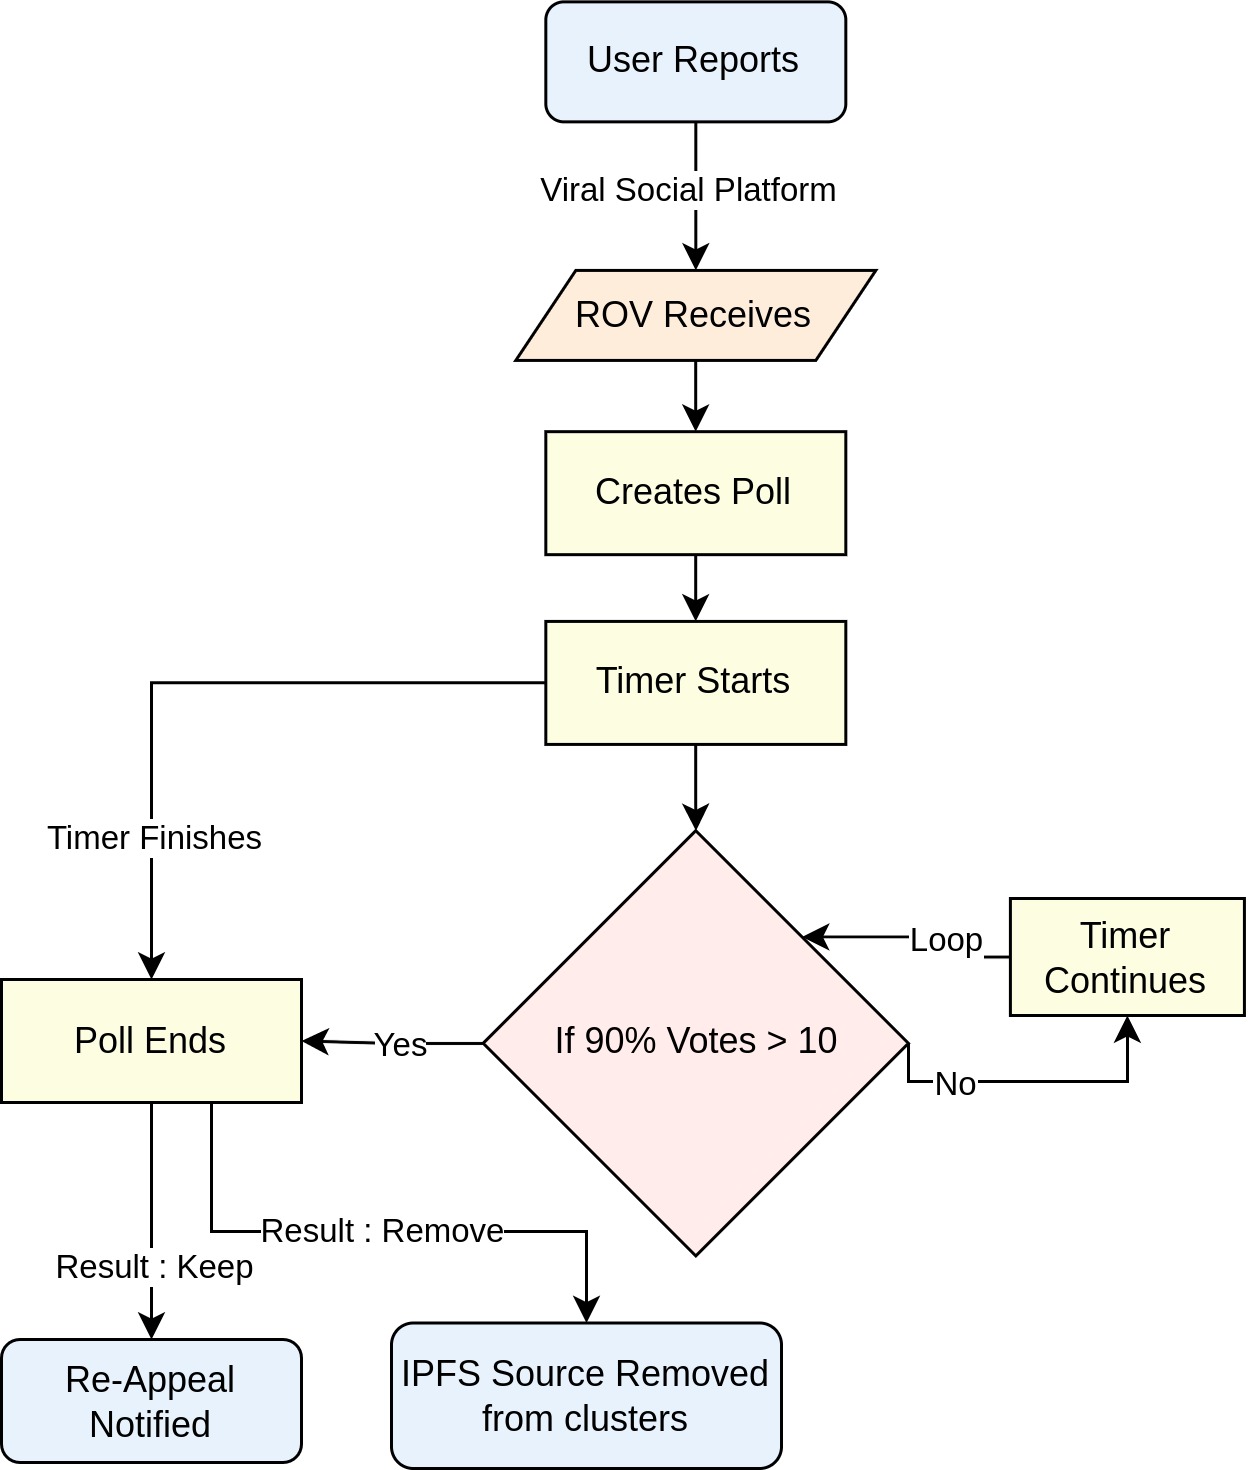 User Reports
Viral Social Platform
ROV Receives
Creates Poll
Timer Starts
Timer Finishes
Loop
Timer
Continues
Poll Ends
Yes
If 90% Votes > 10
No
Result : Remove
Result : Keep
Re-Appeal
Notified
IPFS Source Removed
from clusters